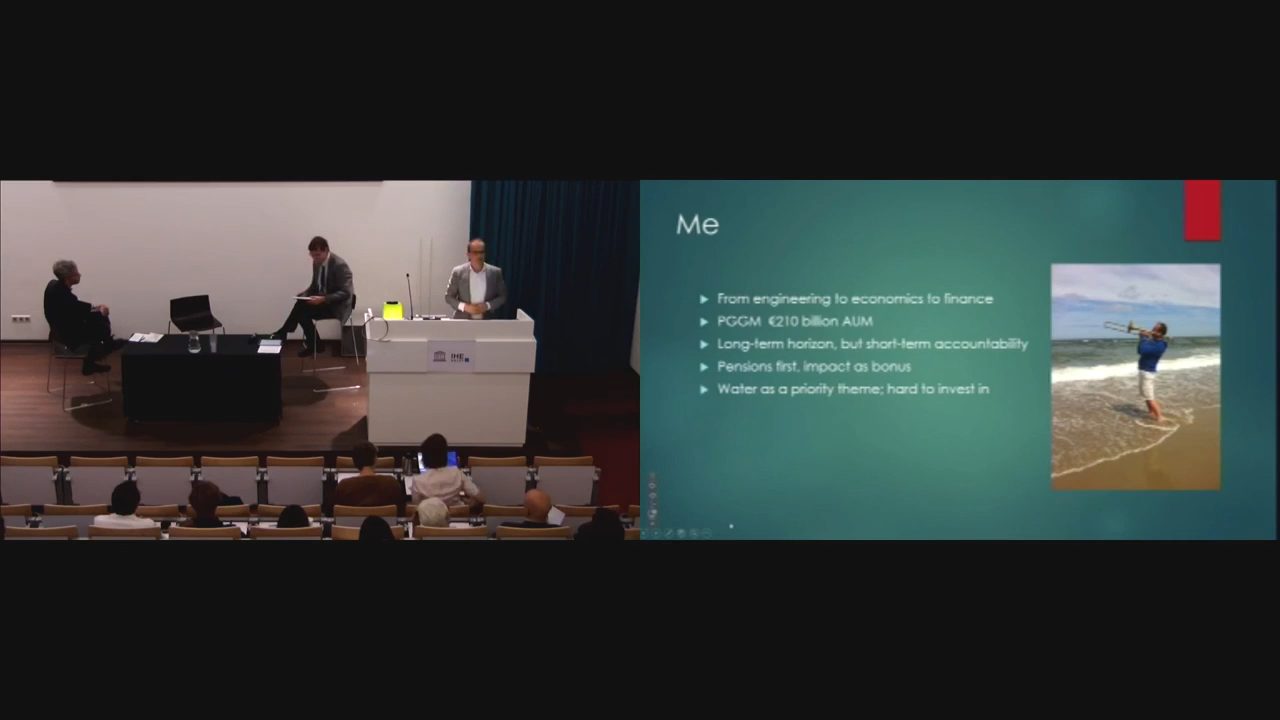 IHE
Me
From engineering to economics to finance
PGGM €210 billion AUM
Long-term horizon, but short-term accountability
Pensions first, impact as bonus
Water as a priority theme; hard to invest in